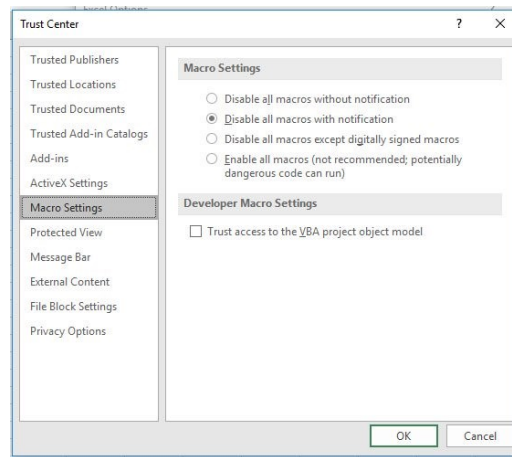 Excel Options
Trust Center
?
Trusted Publishers
Trusted Locations
Trusted Documents
Trusted Add-in Catalogs
Add-ins
ActiveX Settings
Macro Settings
Protected View
Message Bar
External Content
File Block Settings
Privacy Options
Macro Settings
Disable all macros without notification
Disable all macros with notification
Disable all macros except digitally signed macros
Enable all macros (not recommended; potentially
dangerous code can run)
Developer Macro Settings
Trust access to the VBA project object model
OK
Cancel